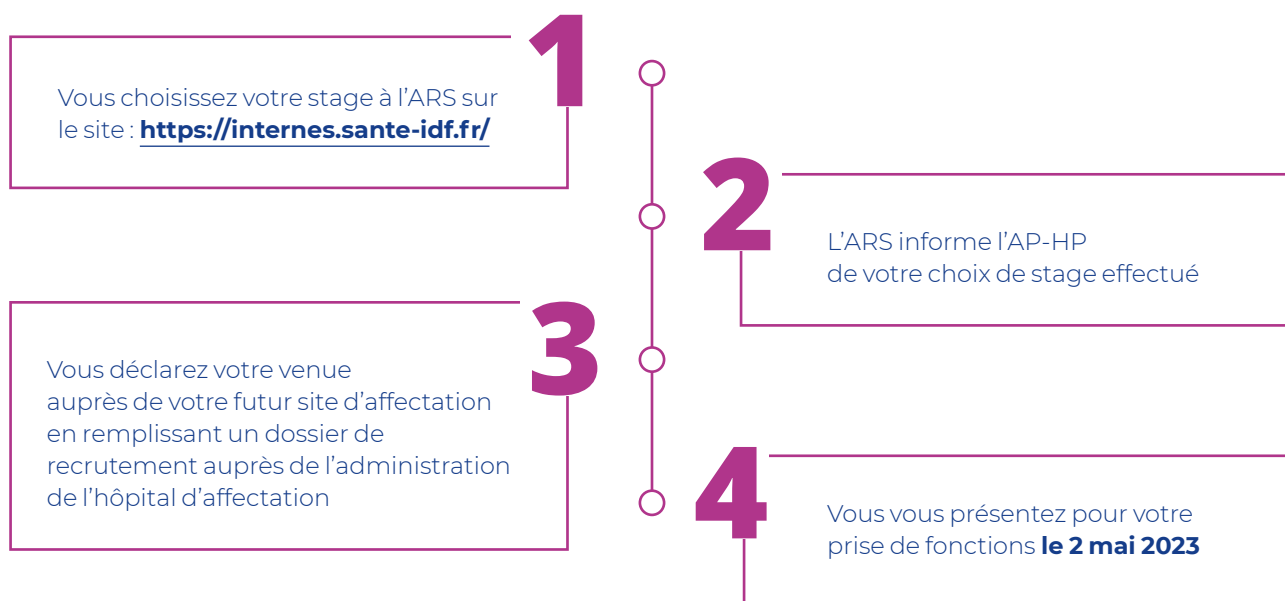 1
Vous choisissez votre stage à l’ARS sur
le site : https://internes.sante-idf.fr/
2
L’ARS informe l’AP-HP
de votre choix de stage effectué
3
Vous déclarez votre venue
auprès de votre futur site d’affectation
en remplissant un dossier de
recrutement auprès de l’administration
de l’hôpital d’affectation
4
Vous vous présentez pour votre
prise de fonctions le 2 mai 2023